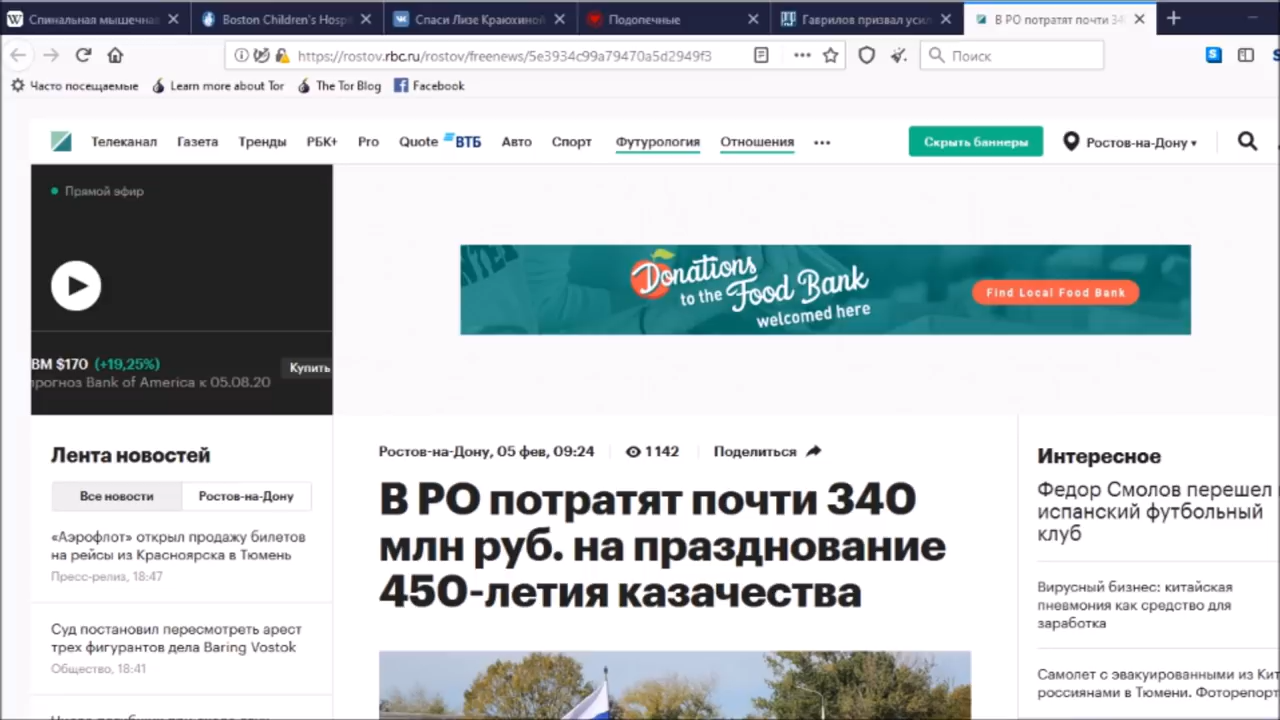 Спинальная мышечна
Boston Children's Hospi
Спаси Лизе Краюхиной
Подопечные
Гаврилов призвал усил
В РО потратят почти 34
https://rostov.rbc.ru/rostov/freenews/5e3934c99a79470a5d2949f3
Поиск
Часто посещаемые
Learn more about Tor
The Tor Blog
Facebook
Телеканал
Газета
Тренды
РБК+
Pro
Quote
ВТБ
Авто
Спорт
Футурология
Отношения
Скрыть баннеры
Ростов-на-Дону
Прямой эфир
Donations
to the Food Bank
welcomed here
Find Local Food Bank
BM $170 (+19,25%)
Купить
прогноз Bank of America к 05.08.20
Лента новостей
Все новости
Ростов-на-Дону
«Аэрофлот» открыл продажу билетов
на рейсы из Красноярска в Тюмень
Пресс-релиз, 18:47
Суд постановил пересмотреть арест
трех фигурантов дела Baring Vostok
Общество, 18:41
Ростов-на-Дону, 05 фев, 09:24
1142
Поделиться
В РО потратят почти 340
млн руб. на празднование
450-летия казачества
Интересное
Федор Смолов перешел
испанский футбольный
клуб
Вирусный бизнес: китайская
пневмония как средство для
заработка
Самолет с эвакуированными из Кит
россиянами в Тюмени. Фоторепорт